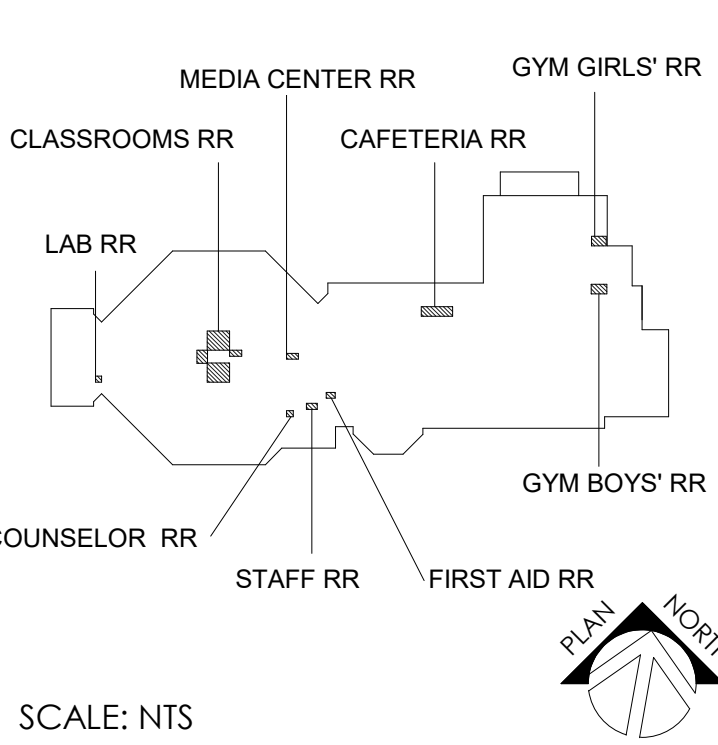 GYM GIRLS' RR
MEDIA CENTER RR
CLASSROOMS RR
CAFETERIA RR
LAB RR
GYM BOYS' RR
COUNSELOR RR
STAFF RR
FIRST AID RR
PLAN
NORT
SCALE: NTS